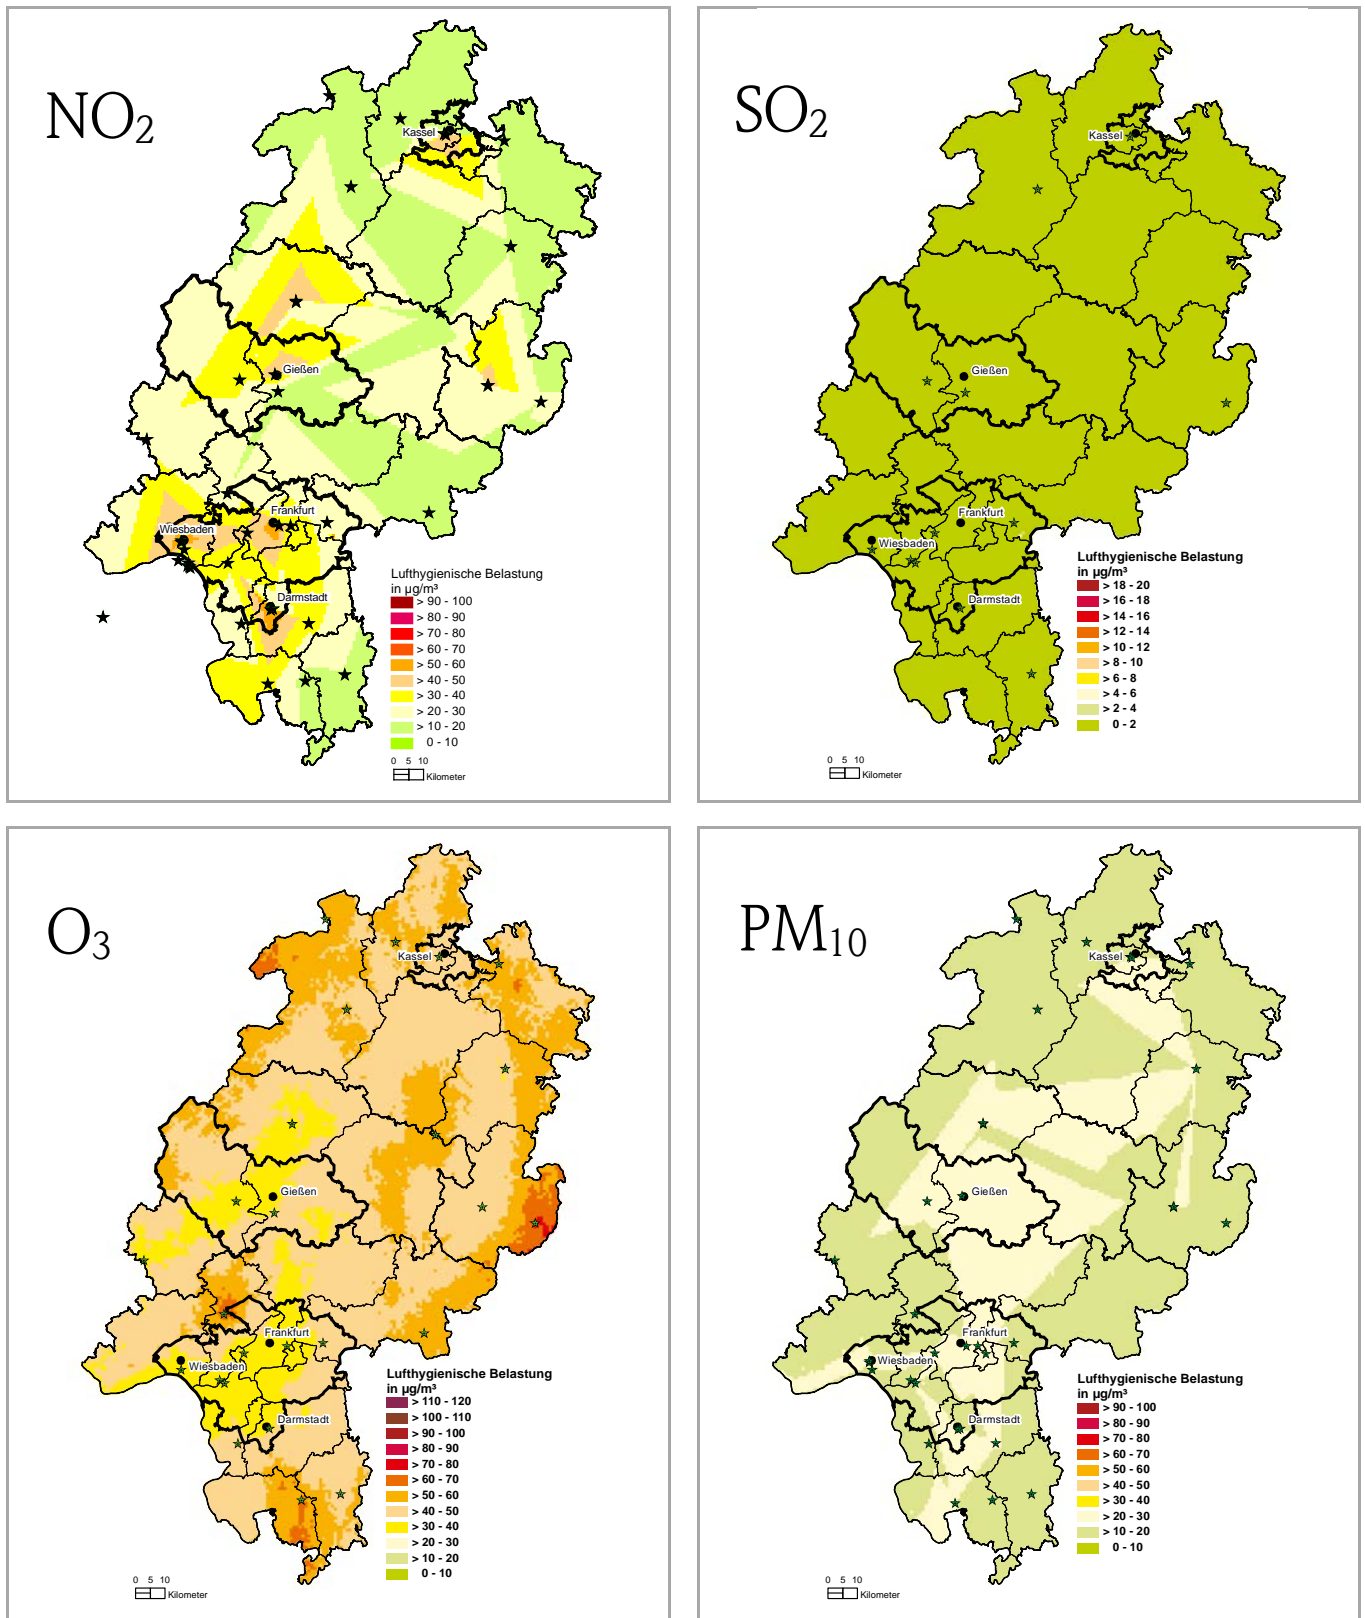 NO₂
Kassel
Gießen
Frankfurt
Wiesbaden
Darmstadt
Lufthygienische Belastung
in µg/m³
> 90 - 100
> 80 - 90
> 70 - 80
> 60 - 70
> 50 - 60
> 40 - 50
> 30 - 40
> 20 - 30
> 10 - 20
0 - 10
0 5 10
Kilometer
SO₂
Kassel
Gießen
Frankfurt
Wiesbaden
Darmstadt
Lufthygienische Belastung
in µg/m³
> 18 - 20
> 16 - 18
> 14 - 16
> 12 - 14
> 10 - 12
> 8 - 10
> 6 - 8
> 4 - 6
> 2 - 4
0 - 2
0 5 10
Kilometer
O₃
Kassel
Gießen
Frankfurt
Wiesbaden
Darmstadt
Lufthygienische Belastung
in µg/m³
> 110 - 120
> 100 - 110
> 90 - 100
> 80 - 90
> 70 - 80
> 60 - 70
> 50 - 60
> 40 - 50
> 30 - 40
> 20 - 30
> 10 - 20
0 - 10
0 5 10
Kilometer
PM₁₀
Kassel
Gießen
Frankfurt
Wiesbaden
Darmstadt
Lufthygienische Belastung
in µg/m³
> 90 - 100
> 80 - 90
> 70 - 80
> 60 - 70
> 50 - 60
> 40 - 50
> 30 - 40
> 20 - 30
> 10 - 20
0 - 10
0 5 10
Kilometer